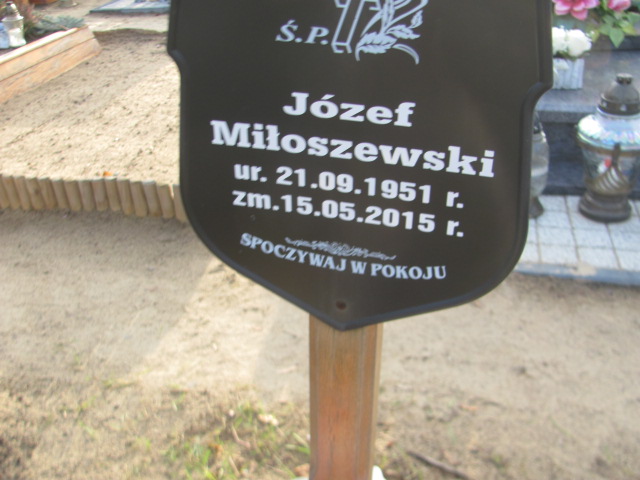 Ś.P.
Józef
Miłoszewski
ur. 21.09.1951 r.
zm.15.05.2015 r.
SPOCZYWAJ W POKOJU